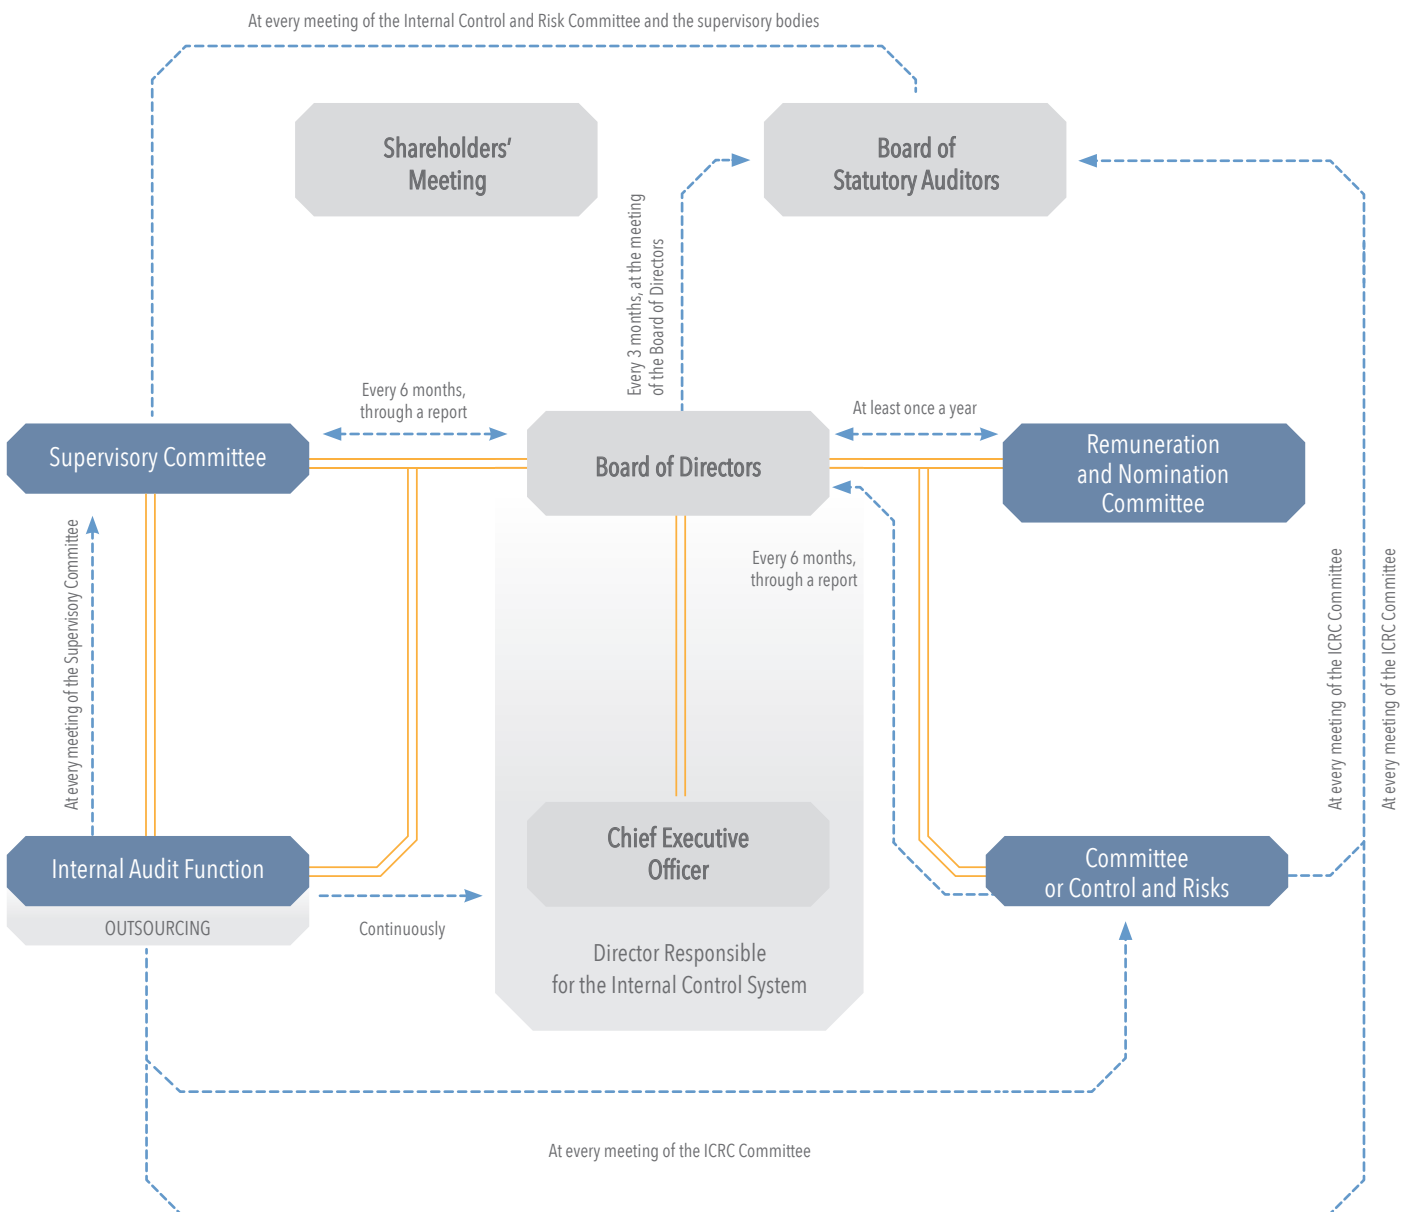 At every meeting of the Internal Control and Risk Committee and the supervisory bodies
Shareholders'
Meeting
Board of
Statutory Auditors
Every 3 months, at the meeting
of the Board of Directors
Every 6 months,
through a report
At least once a year
Supervisory Committee
Board of Directors
Remuneration
and Nomination
Committee
Every 6 months,
through a report
At every meeting of the Supervisory Committee
At every meeting of the ICRC Committee
At every meeting of the ICRC Committee
Chief Executive
Officer
Internal Audit Function
Committee
or Control and Risks
OUTSOURCING
Continuously
Director Responsible
for the Internal Control System
At every meeting of the ICRC Committee